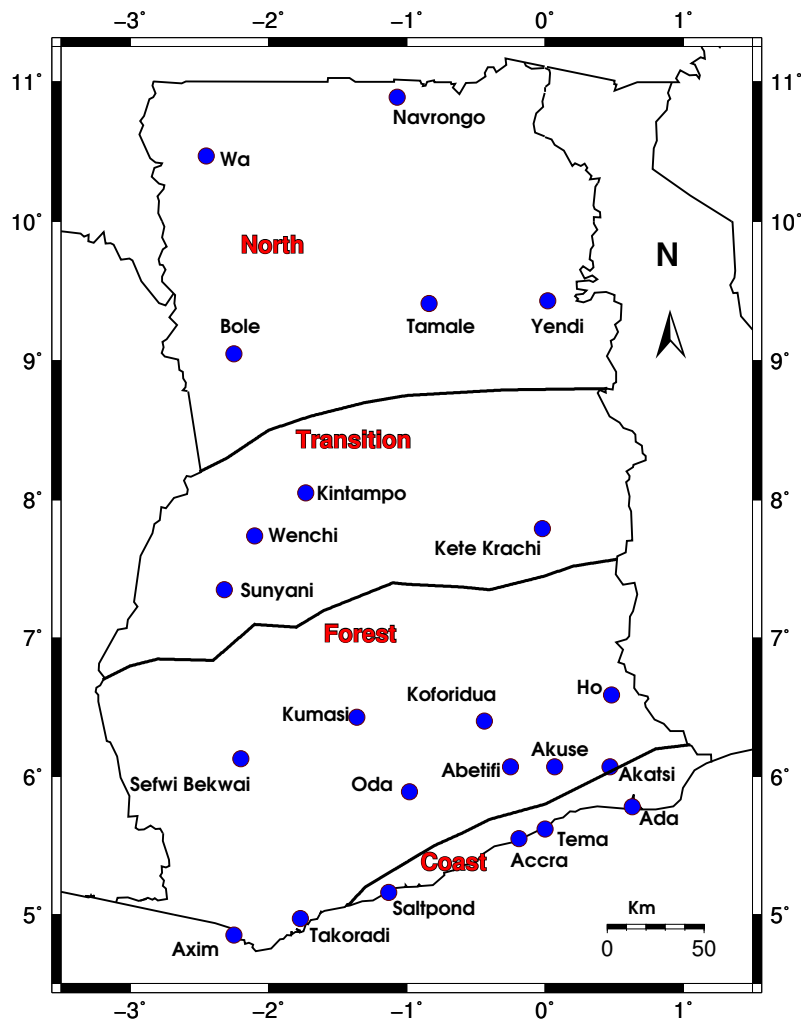 −3˚ −2˚ −1˚ 0˚ 1˚
11˚ 11˚
Navrongo
Wa
10˚ 10˚
North
N
Bole Tamale Yendi
9˚ 9˚
Transition
8˚ 8˚
Kintampo
Wenchi
Kete Krachi
Sunyani
7˚ 7˚
Forest
Ho
Koforidua
Kumasi
Akuse
Abetifi
Akatsi
6˚ 6˚
Sefwi Bekwai
Oda
Ada
Tema
Coast Accra
5˚ 5˚
Saltpond
Km
Takoradi
Axim
0 50
−3˚ −2˚ −1˚ 0˚ 1˚